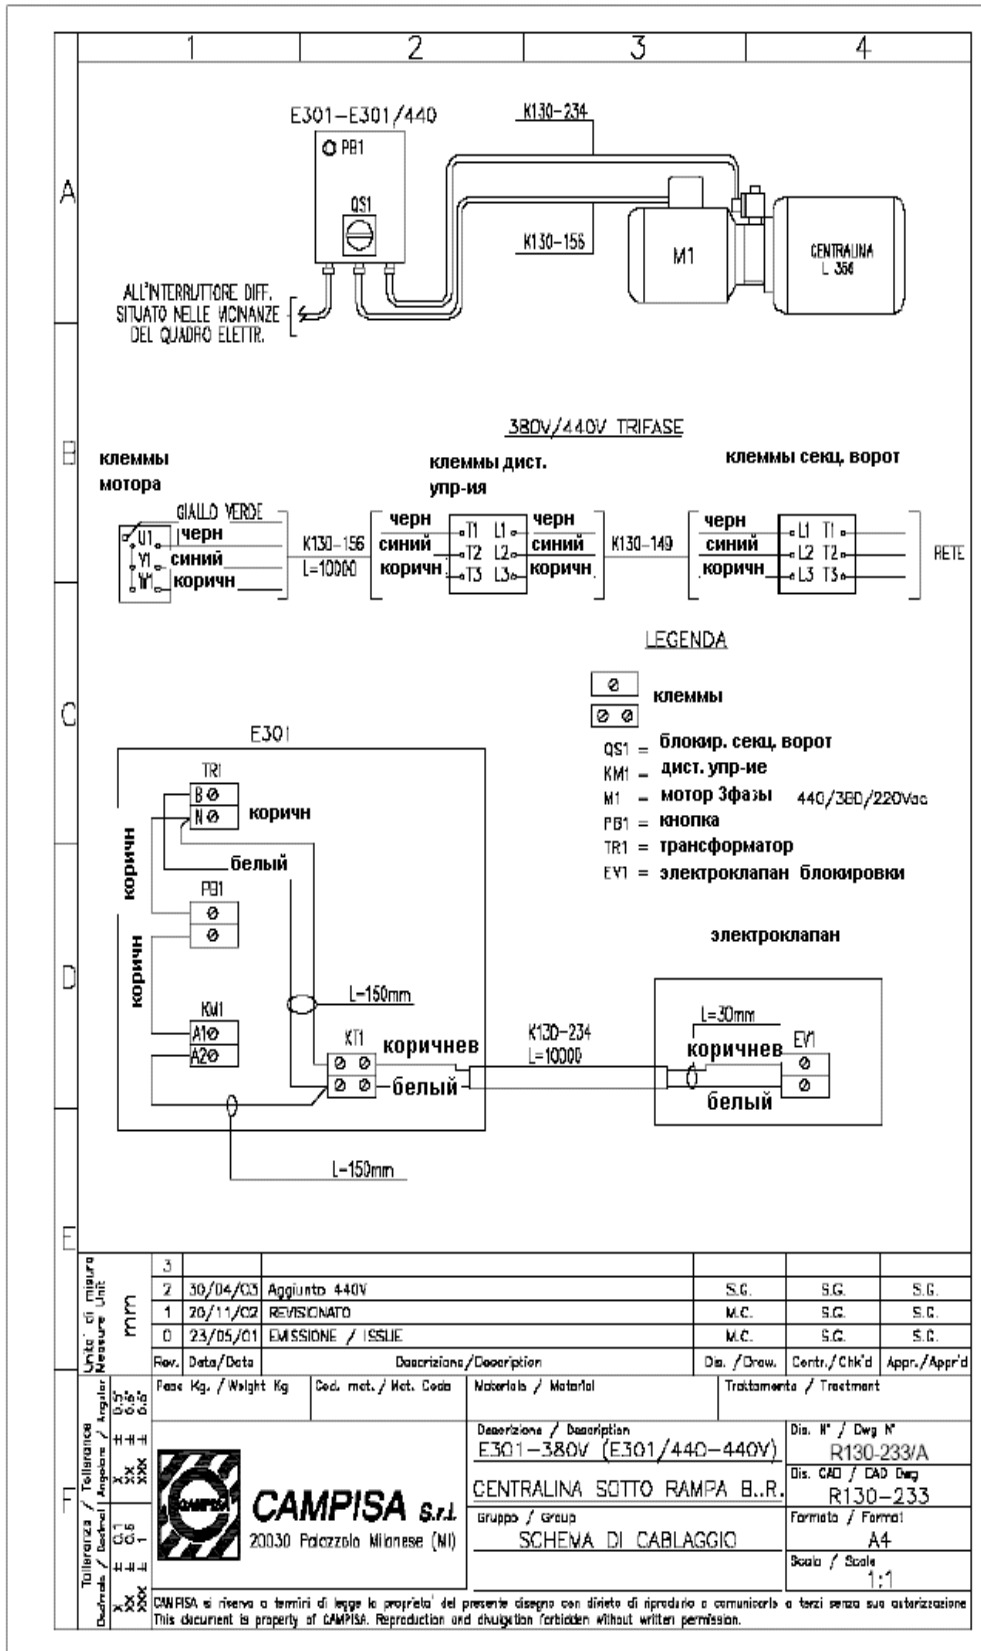 1 2 3 4
E301-E301/440
K130-234
PB1
QS1
A
K130-156
M1
CENTRALINA
ALL'INTERRUTTORE DIFF.
SITUATO NELLE VICINANZE
DEL QUADRO ELETTR.
380V/440V TRIFASE
B
клеммы
мотора
клеммы дист.
упр-ия
клеммы секц. ворот
GIALLO VERDE
U1 черн
V1 синий
W1 коричн
K130-156
L=10000
черн T1 L1 черн
синий T2 L2 синий
коричн T3 L3 коричн
K130-149
черн L1 T1
синий L2 T2
коричн L3 T3
RETE
LEGENDA
клеммы
C
QS1 = блокир. секц. ворот
KM1 = дист. упр-ие
M1 = мотор 3фазы 440/380/220Vac
PB1 = кнопка
TR1 = трансформатор
EV1 = электроклапан блокировки
E301
TR1
B
N
коричн
белый
коричн
PB1
коричн
D
электроклапан
L=150mm
KM1
A1
A2
KT1
коричнев
белый
K130-234
L=10000
L=30mm
коричнев
EV1
белый
L=150mm
E
Unita' di misura
Measure Unit
mm
3
2 30/04/03 Aggiunto 440V S.G. S.G. S.G.
1 20/11/02 REVISIONATO M.C. S.G. S.G.
0 23/05/01 EMISSIONE / ISSUE M.C. S.G. S.G.
Rev. Data/Date Descrizione/Description Dis. /Draw. Contr./Chk'd Appr./Appr'd
Peso Kg. / Weight Kg
Cod. mat. / Mat. Code
Materiale / Material
Trattamento / Treatment
F
Tolleranza / Tollerance
Decimale / Decimal
Angolare / Angular
X ± 0.1
XX ± 0.5
XXX ± 1
X ±
XX ±
XXX ±
CAMPISA
CAMPISA s.r.l.
20030 Palazzolo Milanese (MI)
Descrizione / Description
E301-380V (E301/440-440V)
CENTRALINA SOTTO RAMPA B..R.
Gruppo / Group
SCHEMA DI CABLAGGIO
Dis. N° / Dwg N°
R130-233/A
Dis. CAD / CAD Dwg
R130-233
Formato / Format
A4
Scala / Scale
1:1
CAMPISA si riserva a termini di legge la proprieta' del presente disegno con divieto di riprodurlo o comunicarlo a terzi senza sua autorizzazione
This document is property of CAMPISA. Reproduction and divulgation forbidden without written permission.